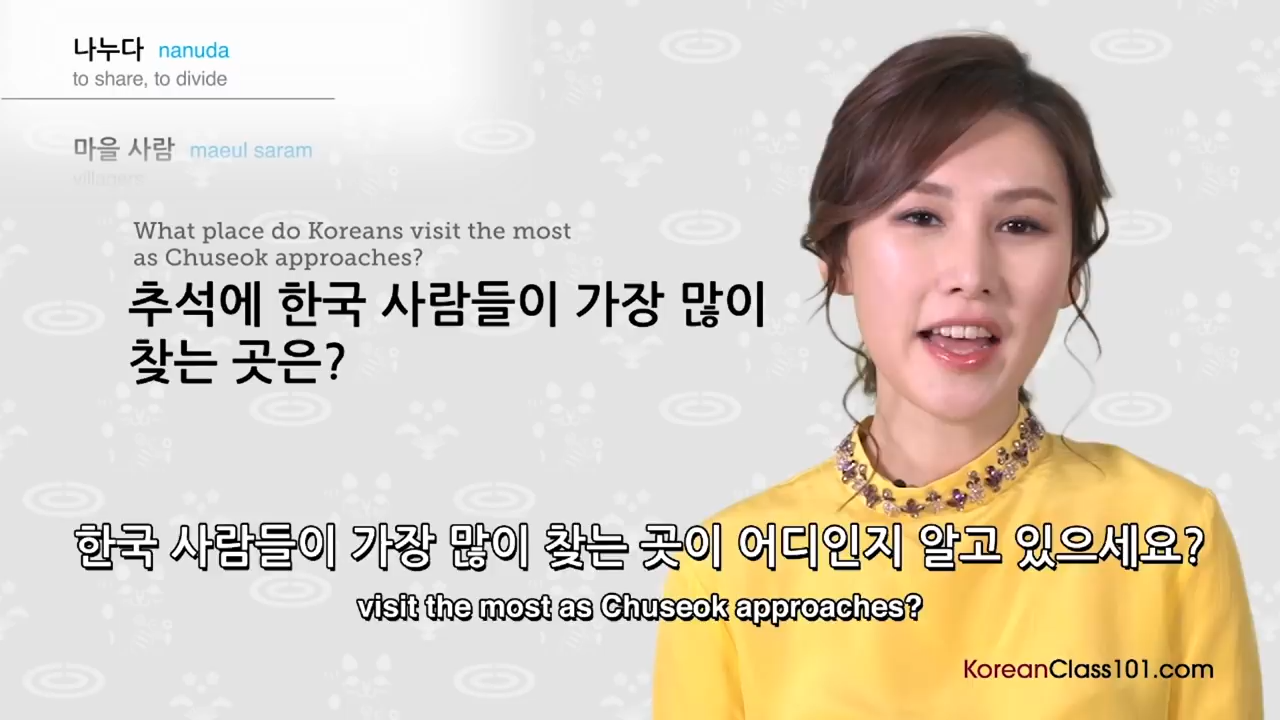 나누다 nanuda
to share, to divide
마을 사람 maeul saram
villagers
What place do Koreans visit the most
as Chuseok approaches?
추석에 한국 사람들이 가장 많이
찾는 곳은?
한국 사람들이 가장 많이 찾는 곳이 어디인지 알고 있으세요?
visit the most as Chuseok approaches?
KoreanClass101.com